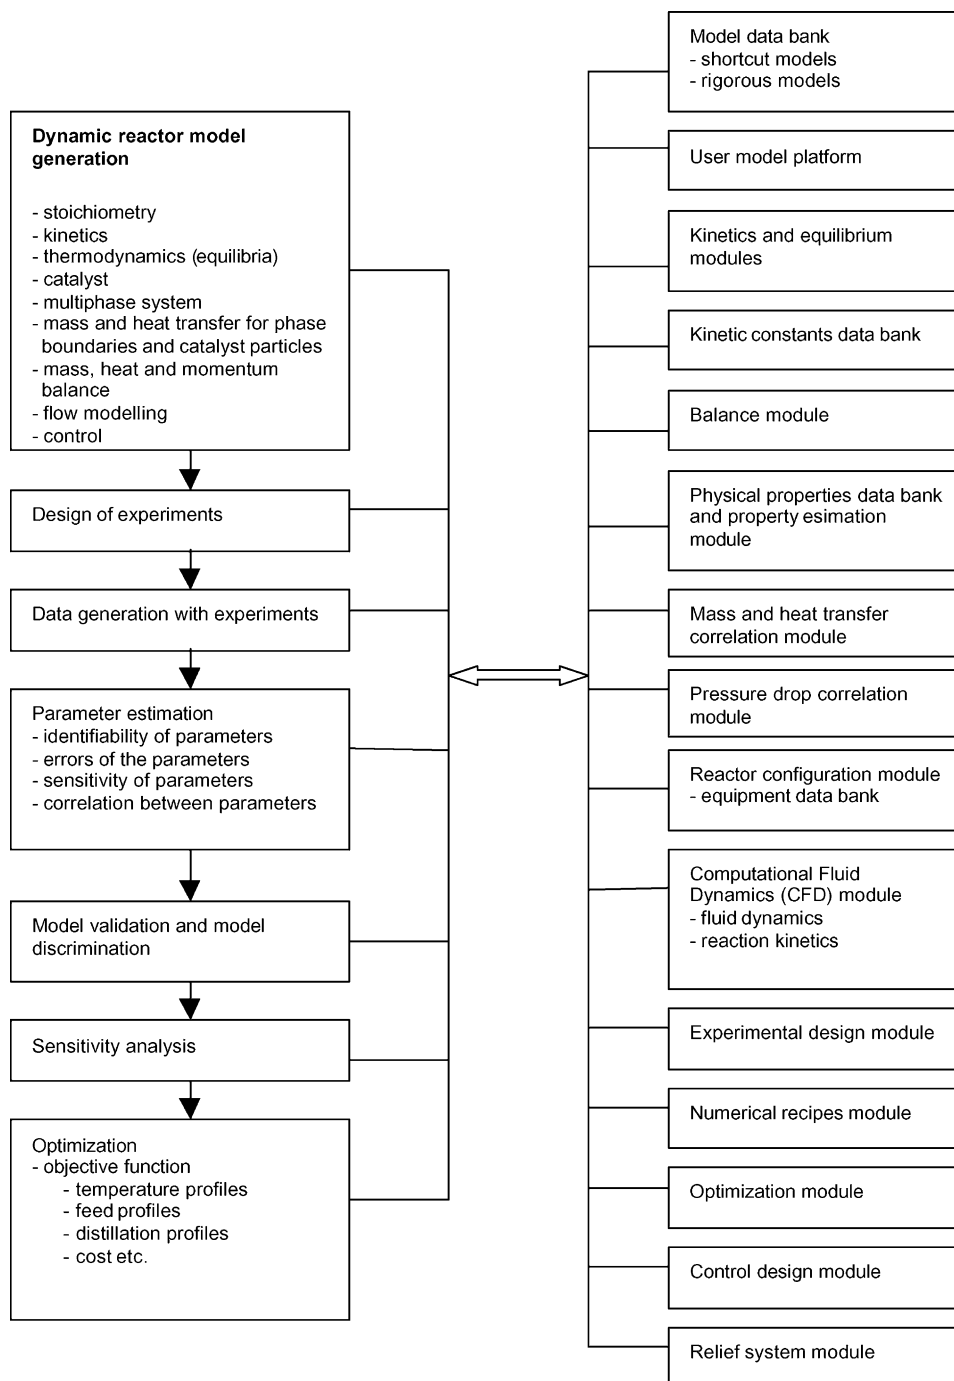 Dynamic reactor model
generation
- stoichiometry
- kinetics
- thermodynamics (equilibria)
- catalyst
- multiphase system
- mass and heat transfer for phase
boundaries and catalyst particles
- mass, heat and momentum
balance
- flow modelling
- control
Design of experiments
Data generation with experiments
Parameter estimation
- identifiability of parameters
- errors of the parameters
- sensitivity of parameters
- correlation between parameters
Model validation and model
discrimination
Sensitivity analysis
Optimization
- objective function
- temperature profiles
- feed profiles
- distillation profiles
- cost etc.
Model data bank
- shortcut models
- rigorous models
User model platform
Kinetics and equilibrium
modules
Kinetic constants data bank
Balance module
Physical properties data bank
and property esimation
module
Mass and heat transfer
correlation module
Pressure drop correlation
module
Reactor configuration module
- equipment data bank
Computational Fluid
Dynamics (CFD) module
- fluid dynamics
- reaction kinetics
Experimental design module
Numerical recipes module
Optimization module
Control design module
Relief system module